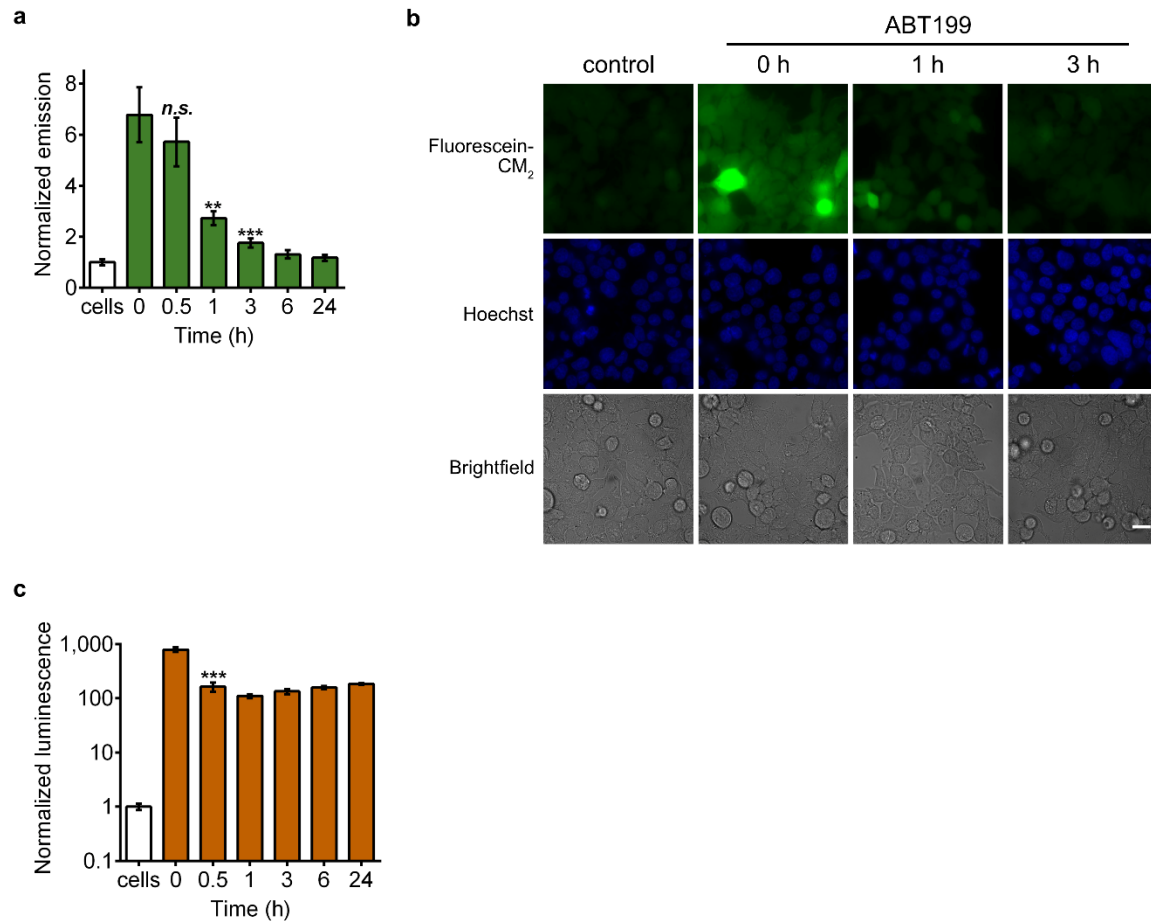 a
Normalized emission
8
6
4
2
0
n.s.
**
***
cells 0 0.5 1 3 6 24
Time (h)
b
ABT199
control 0 h 1 h 3 h
Fluorescein-
CM₂
Hoechst
Brightfield
c
Normalized luminescence
1,000
100
10
1
0.1
***
cells 0 0.5 1 3 6 24
Time (h)